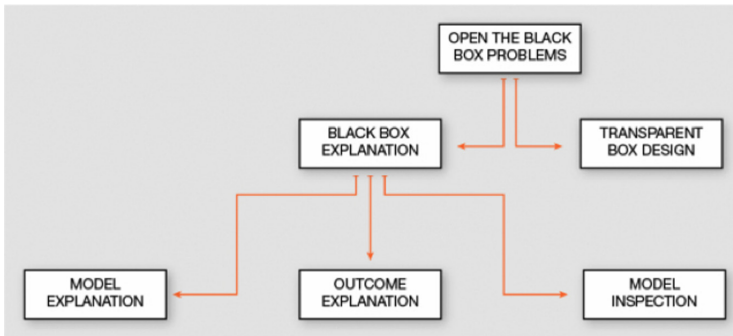 OPEN THE BLACK
BOX PROBLEMS
BLACK BOX
EXPLANATION
TRANSPARENT
BOX DESIGN
MODEL
EXPLANATION
OUTCOME
EXPLANATION
MODEL
INSPECTION